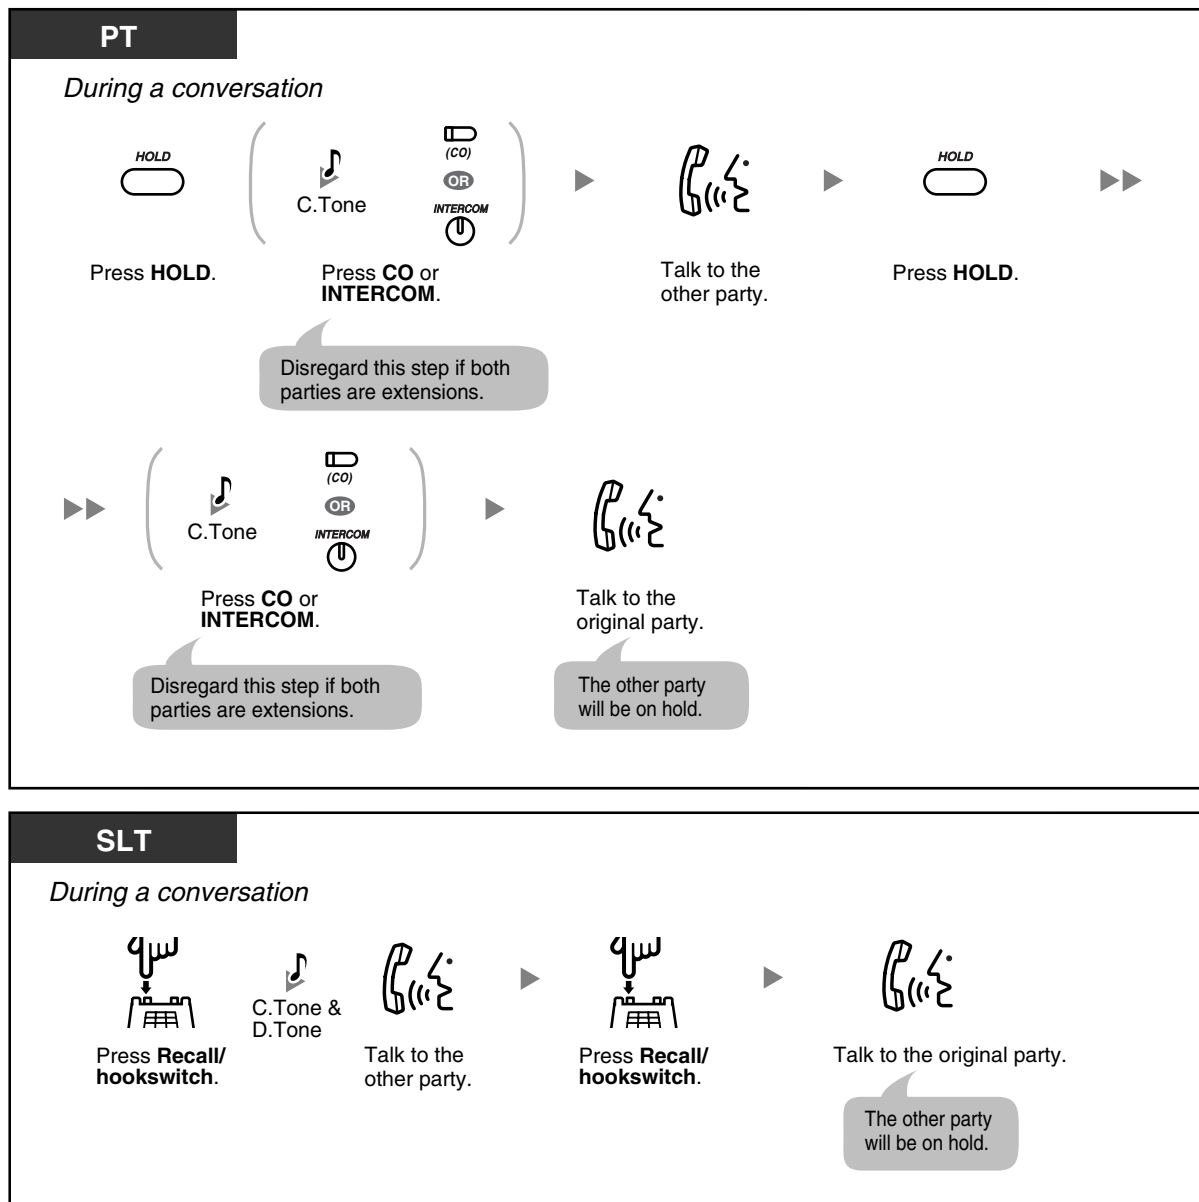 PT
During a conversation
HOLD
(CO)
OR
INTERCOM
C.Tone
HOLD
Press HOLD.
Press CO or
INTERCOM.
Talk to the
other party.
Press HOLD.
Disregard this step if both
parties are extensions.
C.Tone
(CO)
OR
INTERCOM
Press CO or
INTERCOM.
Talk to the
original party.
Disregard this step if both
parties are extensions.
The other party
will be on hold.
SLT
During a conversation
C.Tone &
D.Tone
Press Recall/
hookswitch.
Talk to the
other party.
Press Recall/
hookswitch.
Talk to the original party.
The other party
will be on hold.